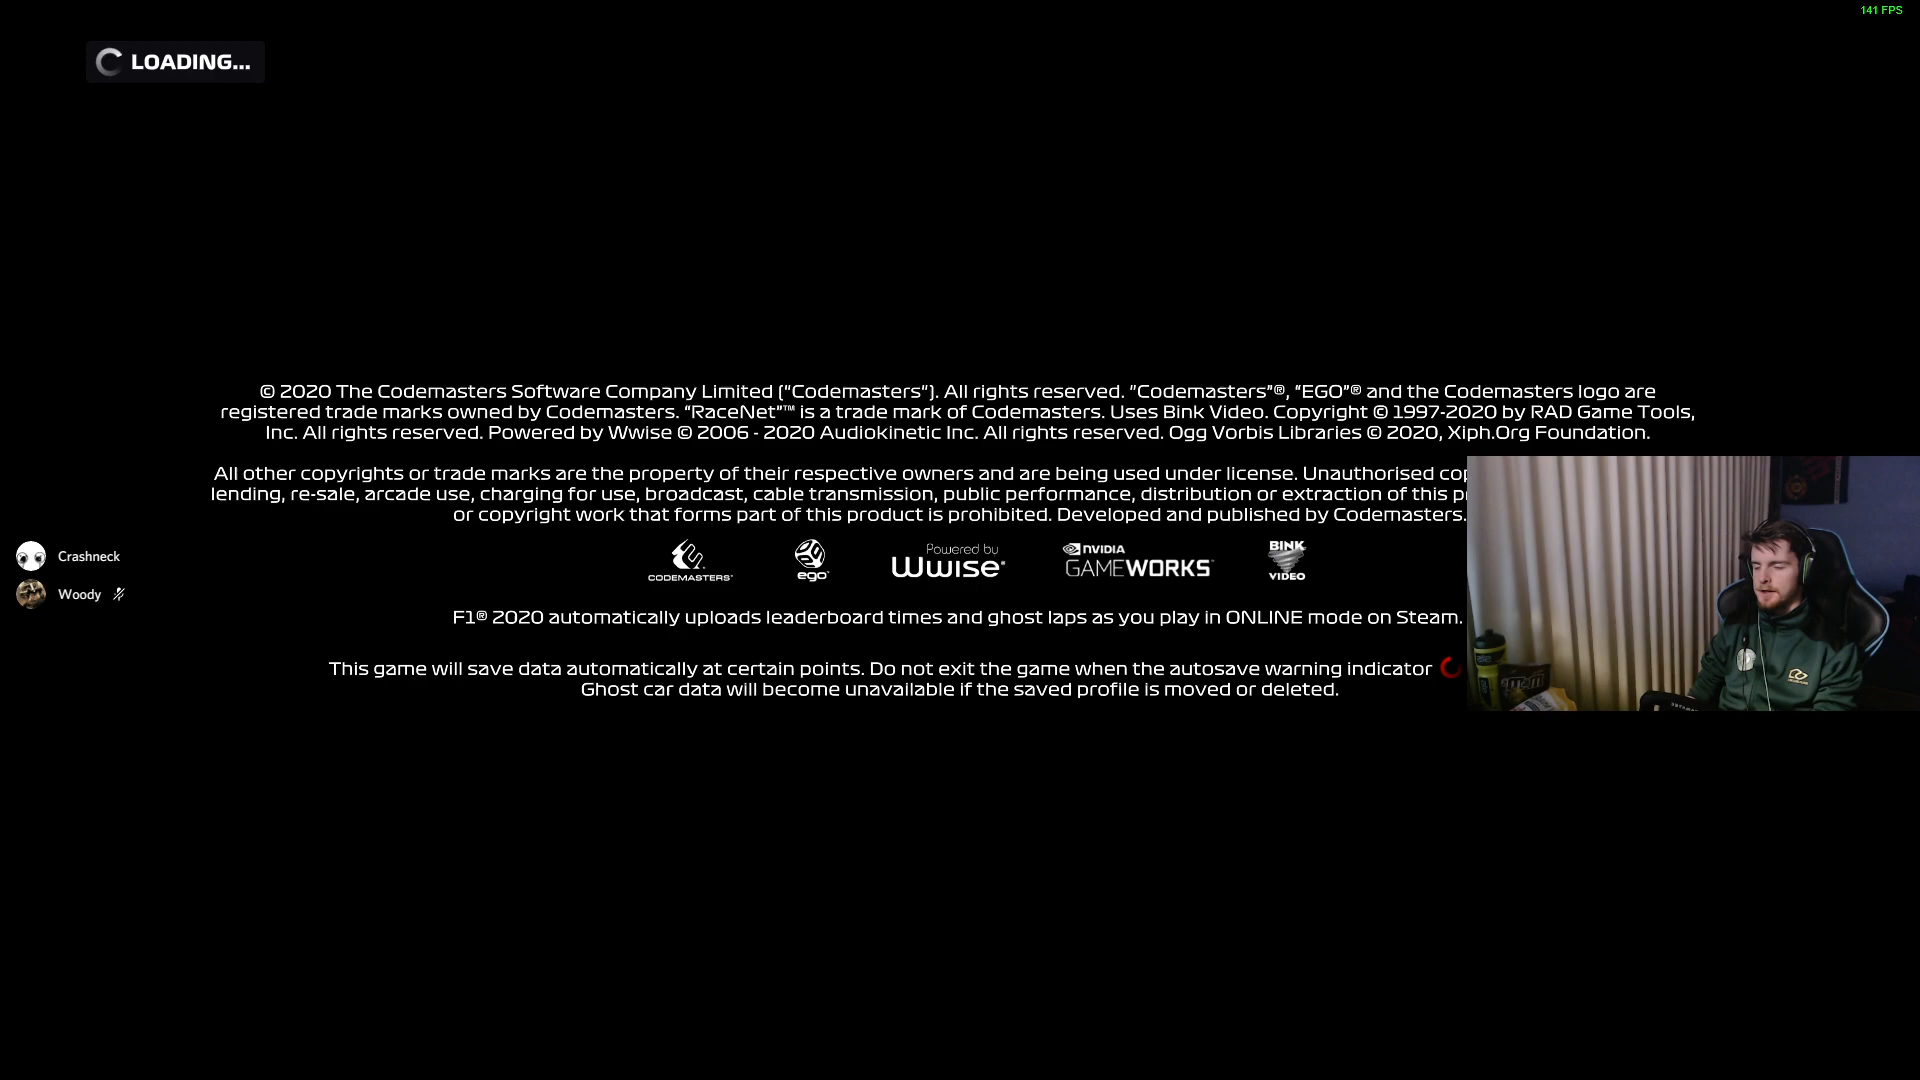 141 FPS
LOADING...
© 2020 The Codemasters Software Company Limited ("Codemasters"). All rights reserved. "Codemasters"®, "EGO"® and the Codemasters logo are
registered trade marks owned by Codemasters. "RaceNet"™ is a trade mark of Codemasters. Uses Bink Video. Copyright © 1997-2020 by RAD Game Tools,
Inc. All rights reserved. Powered by Wwise © 2006 - 2020 Audiokinetic Inc. All rights reserved. Ogg Vorbis Libraries © 2020, Xiph.Org Foundation.
All other copyrights or trade marks are the property of their respective owners and are being used under license. Unauthorised
lending, re-sale, arcade use, charging for use, broadcast, cable transmission, public performance, distribution or extraction of this
or copyright work that forms part of this product is prohibited. Developed and published by Codemasters.
Crashneck
Woody
CODEMASTERS
ego™
Powered by
Wwise
NVIDIA
GAMEWORKS
BINK
VIDEO
F1® 2020 automatically uploads leaderboard times and ghost laps as you play in ONLINE mode on Steam.
This game will save data automatically at certain points. Do not exit the game when the autosave warning indicator
Ghost car data will become unavailable if the saved profile is moved or deleted.